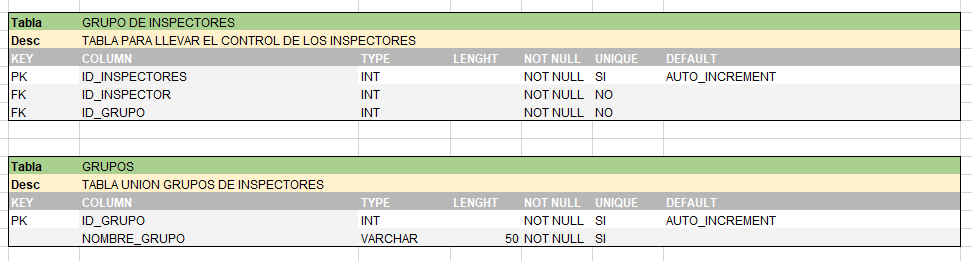 Tabla GRUPO DE INSPECTORES
Desc TABLA PARA LLEVAR EL CONTROL DE LOS INSPECTORES
KEY COLUMN TYPE LENGHT NOT NULL UNIQUE DEFAULT
PK ID_INSPECTORES INT NOT NULL SI AUTO_INCREMENT
FK ID_INSPECTOR INT NOT NULL NO
FK ID_GRUPO INT NOT NULL NO
Tabla GRUPOS
Desc TABLA UNION GRUPOS DE INSPECTORES
KEY COLUMN TYPE LENGHT NOT NULL UNIQUE DEFAULT
PK ID_GRUPO INT NOT NULL SI AUTO_INCREMENT
NOMBRE_GRUPO VARCHAR 50 NOT NULL SI